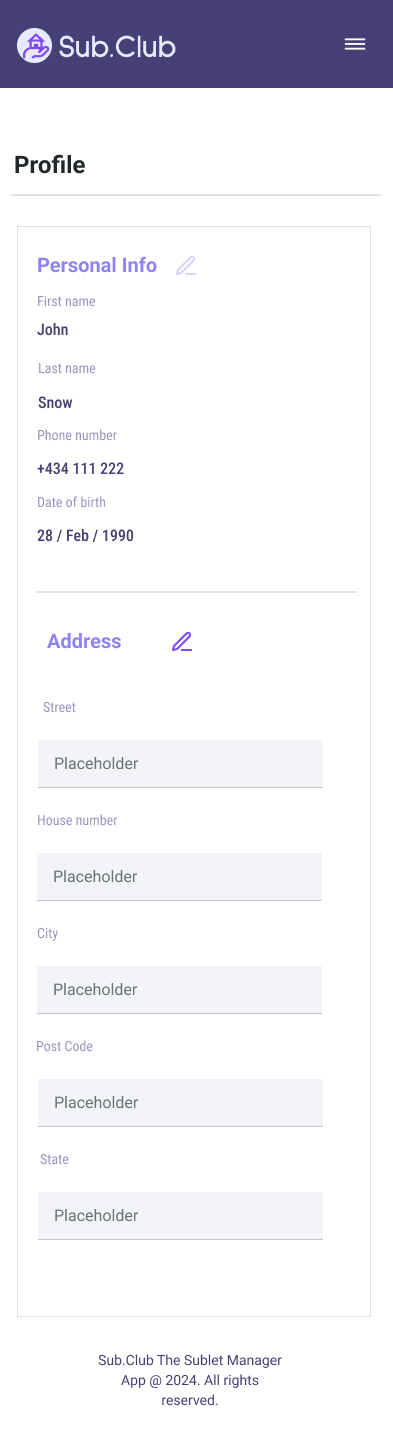 Sub.Club
Profile
Personal Info
First name
John
Last name
Snow
Phone number
+434 111 222
Date of birth
28 / Feb / 1990
Address
Street
Placeholder
House number
Placeholder
City
Placeholder
Post Code
Placeholder
State
Placeholder
Sub.Club The Sublet Manager
App @ 2024. All rights
reserved.